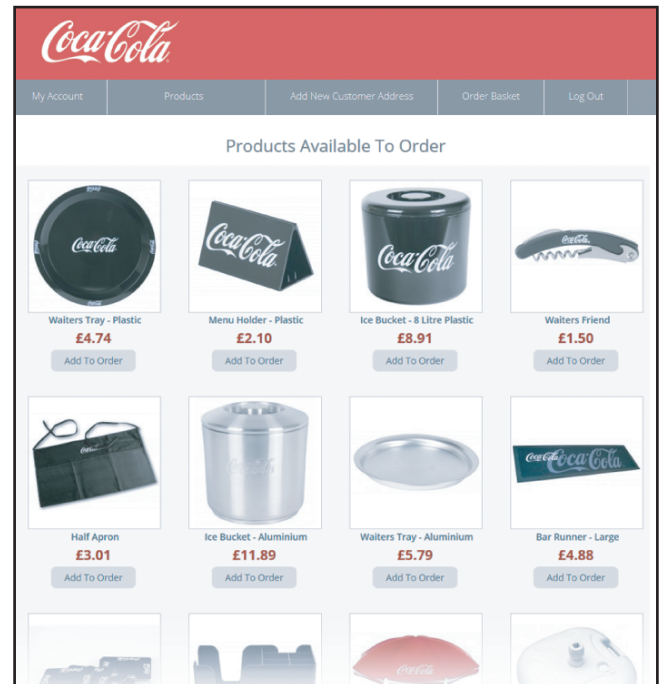 Coca-Cola
My Account Products Add New Customer Address Order Basket Log Out
Products Available To Order
Coca-Cola Coca-Cola Coca-Cola Coca-Cola
Waiters Tray - Plastic Menu Holder - Plastic Ice Bucket - 8 Litre Plastic Waiters Friend
£4.74 £2.10 £8.91 £1.50
Add To Order Add To Order Add To Order Add To Order
Coca-Cola Coca-Cola Coca-Cola Coca-Cola
Half Apron Ice Bucket - Aluminium Waiters Tray - Aluminium Bar Runner - Large
£3.01 £11.89 £5.79 £4.88
Add To Order Add To Order Add To Order Add To Order
Coca-Cola